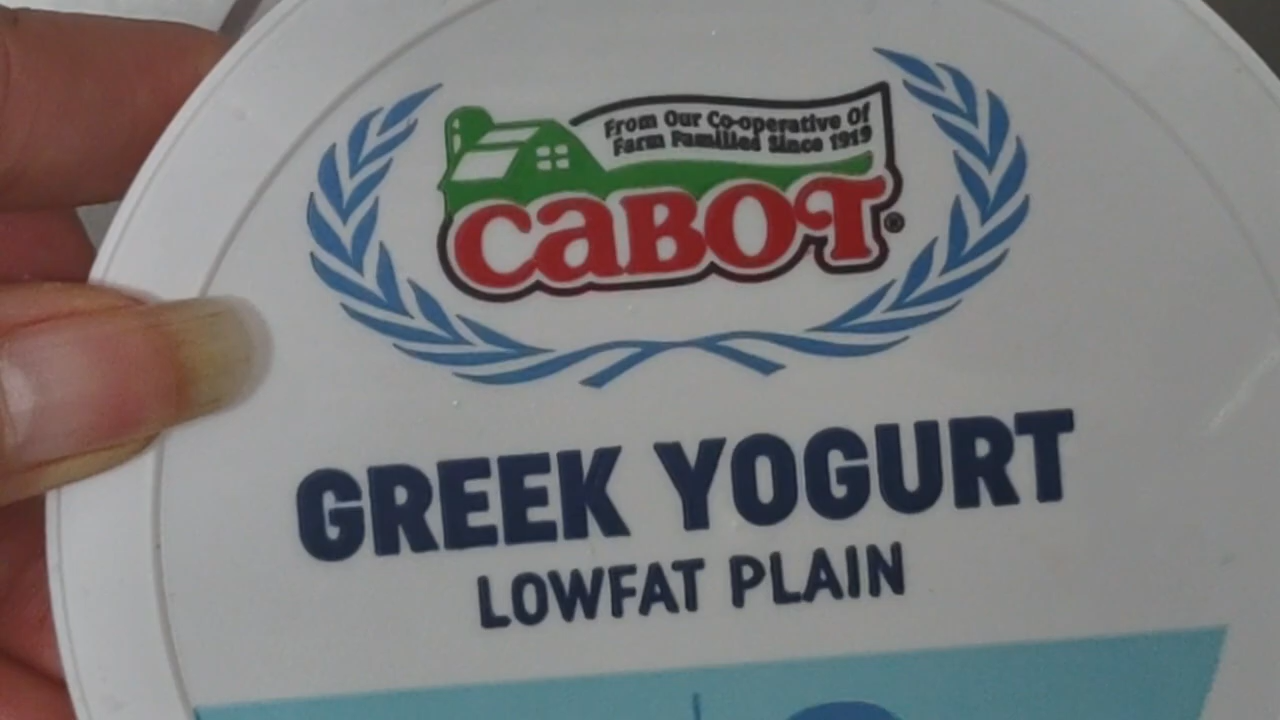 From Our Co-operative Of
Farm Families Since 1919
CABOT®
GREEK YOGURT
LOWFAT PLAIN